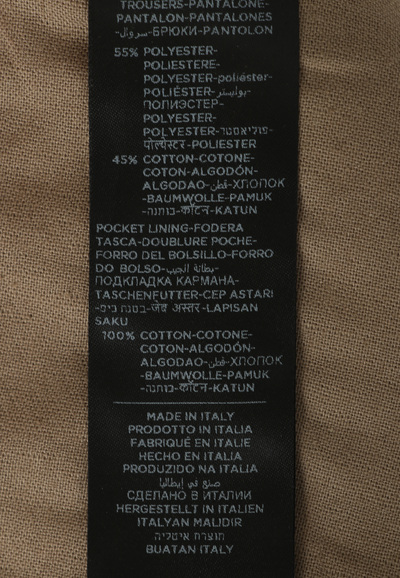 TROUSERS-PANTALONE-
PANTALON-PANTALONES
-سروال-БРЮКИ-PANTOLON
55% POLYESTER-
POLIESTERE-
POLYESTER-poliéster-
POLIÉSTER-بوليستر-
ПОЛИЭСТЕР-
POLYESTER-
POLYESTER-פוליאסטר-
पोल्येस्टर-POLIESTER
45% COTTON-COTONE-
COTON-ALGODÓN-
ALGODAO-قطن-ХЛОПОК
-BAUMWOLLE-PAMUK
-כותנה-कॉटन-KATUN
POCKET LINING-FODERA
TASCA-DOUBLURE POCHE-
FORRO DEL BOLSILLO-FORRO
DO BOLSO-بطانة الجيب-
ПОДКЛАДКА КАРМАНА-
TASCHENFUTTER-CEP ASTARI
-בטנת כיס-जेब अस्तर-LAPISAN
SAKU
100% COTTON-COTONE-
COTON-ALGODÓN-
ALGODAO-قطن-ХЛОПОК
-BAUMWOLLE-PAMUK
-כותנה-कॉटन-KATUN
MADE IN ITALY
PRODOTTO IN ITALIA
FABRIQUÉ EN ITALIE
HECHO EN ITALIA
PRODUZIDO NA ITALIA
صنع في إيطاليا
СДЕЛАНО В ИТАЛИИ
HERGESTELLT IN ITALIEN
ITALYAN MALIDIR
תוצרת איטליה
BUATAN ITALY